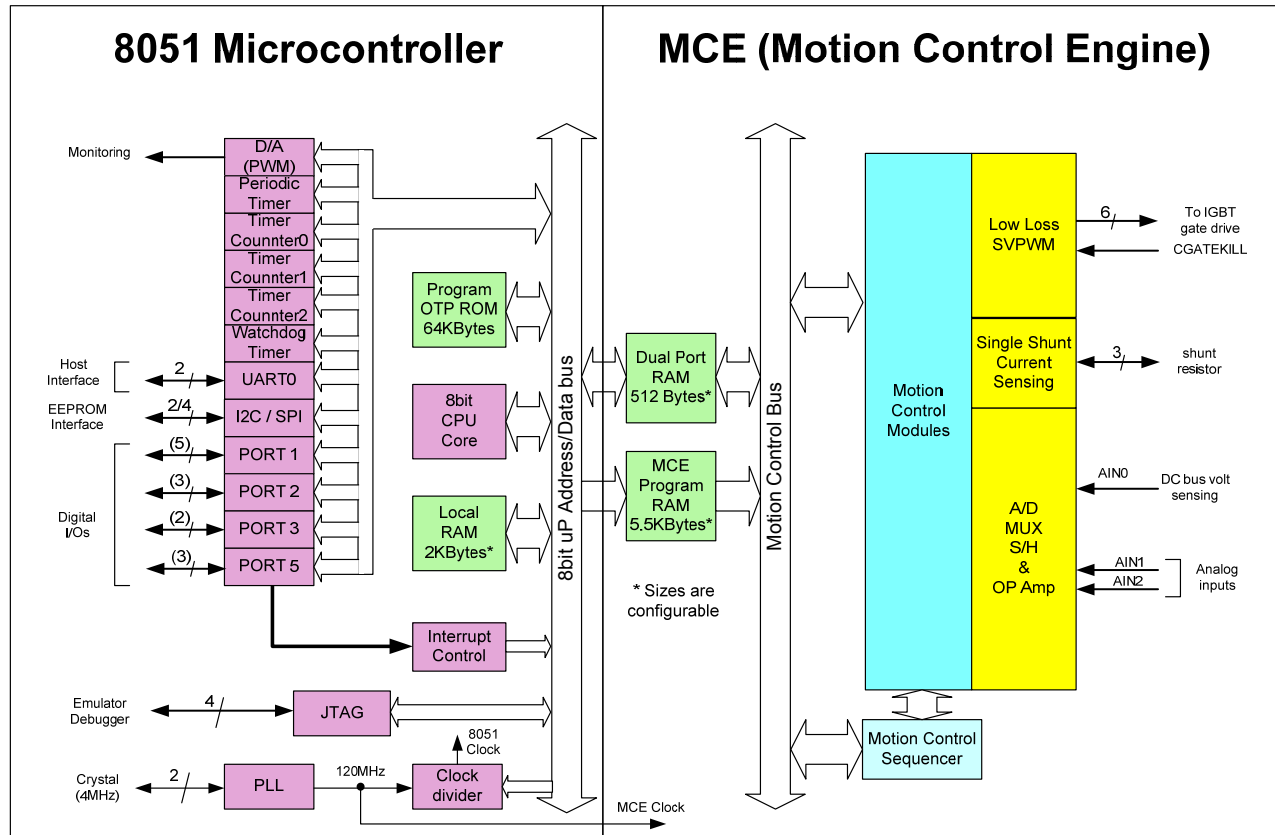 8051 Microcontroller
MCE (Motion Control Engine)
Monitoring
D/A
(PWM)
Periodic
Timer
Timer
Counnter0
Timer
Counnter1
Timer
Counnter2
Watchdog
Timer
Host
Interface
2
UART0
EEPROM
Interface
2/4
I2C / SPI
Digital
I/Os
(5)
PORT 1
(3)
PORT 2
(2)
PORT 3
(3)
PORT 5
Program
OTP ROM
64KBytes
8bit
CPU
Core
Local
RAM
2KBytes*
Interrupt
Control
Emulator
Debugger
4
JTAG
Crystal
(4MHz)
2
PLL
120MHz
8051
Clock
Clock
divider
MCE Clock
8bit uP Address/Data bus
Dual Port
RAM
512 Bytes*
MCE
Program
RAM
5.5KBytes*
* Sizes are
configurable
Motion Control Bus
Motion
Control
Modules
Low Loss
SVPWM
6
To IGBT
gate drive
CGATEKILL
Single Shunt
Current
Sensing
3
shunt
resistor
A/D
MUX
S/H
&
OP Amp
AIN0
DC bus volt
sensing
AIN1
AIN2
Analog
inputs
Motion Control
Sequencer